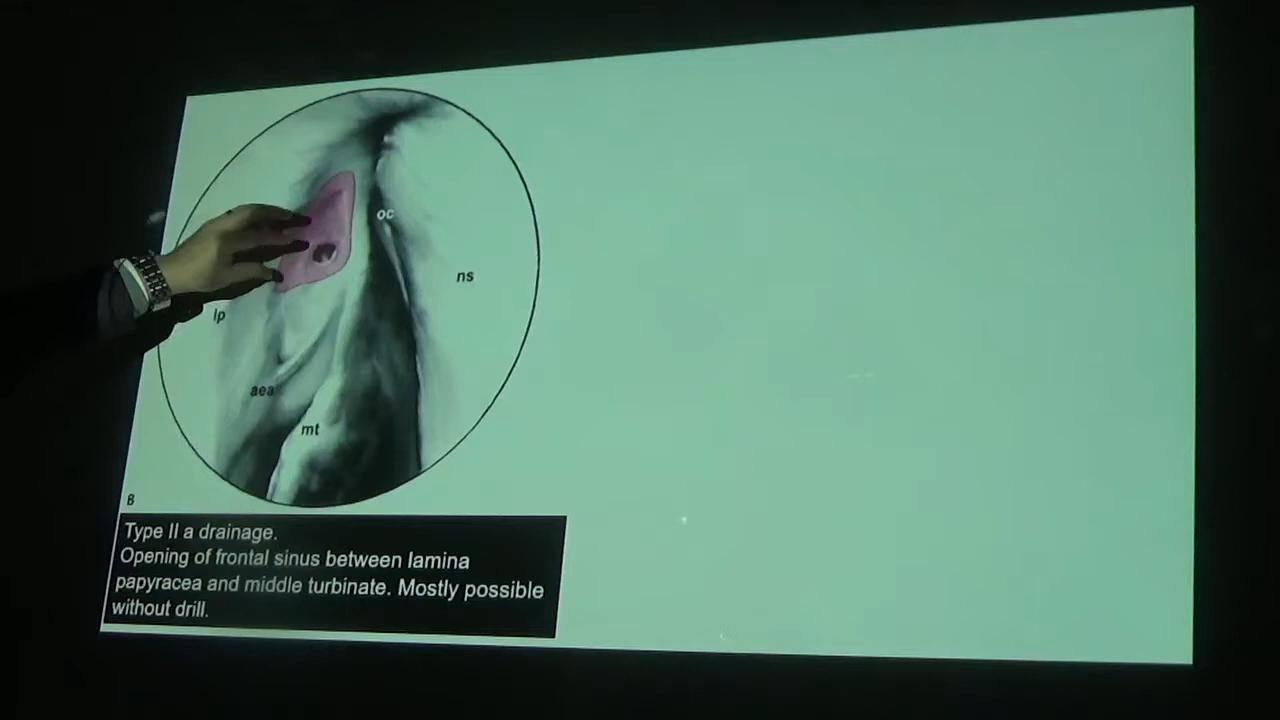 oc
ns
lp
aea
mt
B
Type II a drainage.
Opening of frontal sinus between lamina
papyracea and middle turbinate. Mostly possible
without drill.